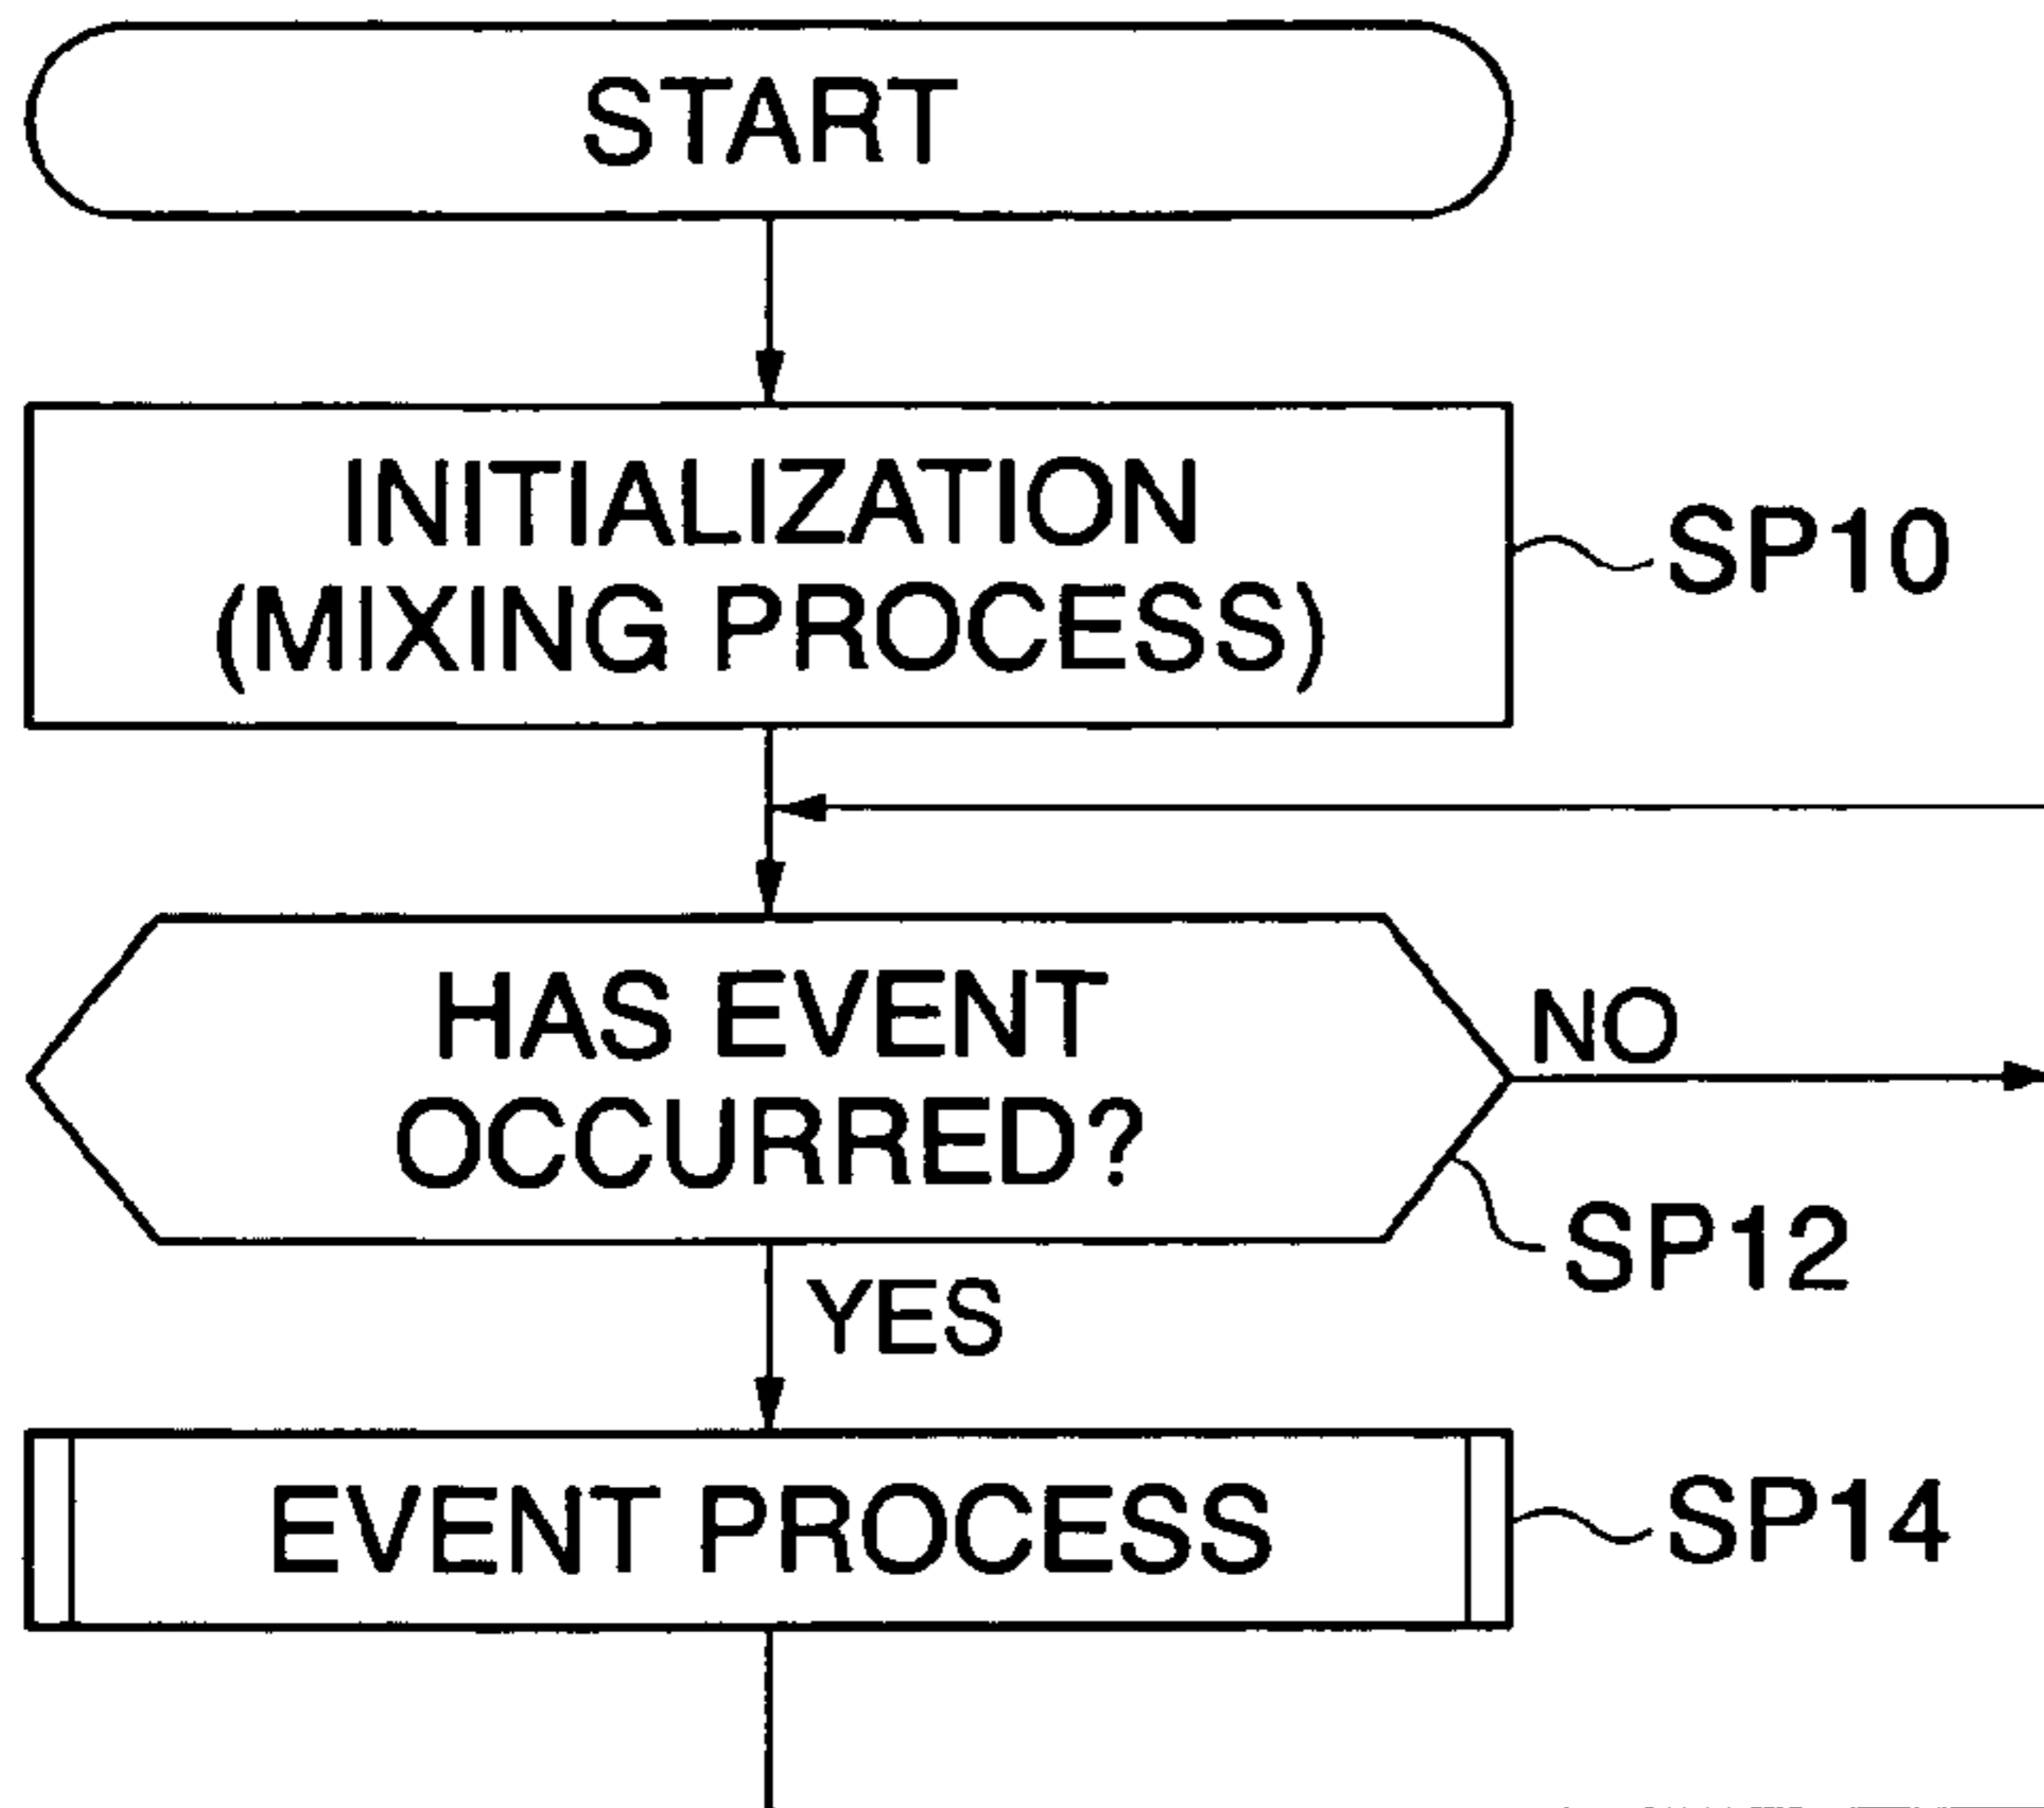 START
INITIALIZATION
(MIXING PROCESS)
SP10
HAS EVENT
OCCURRED?
NO
SP12
YES
EVENT PROCESS
SP14